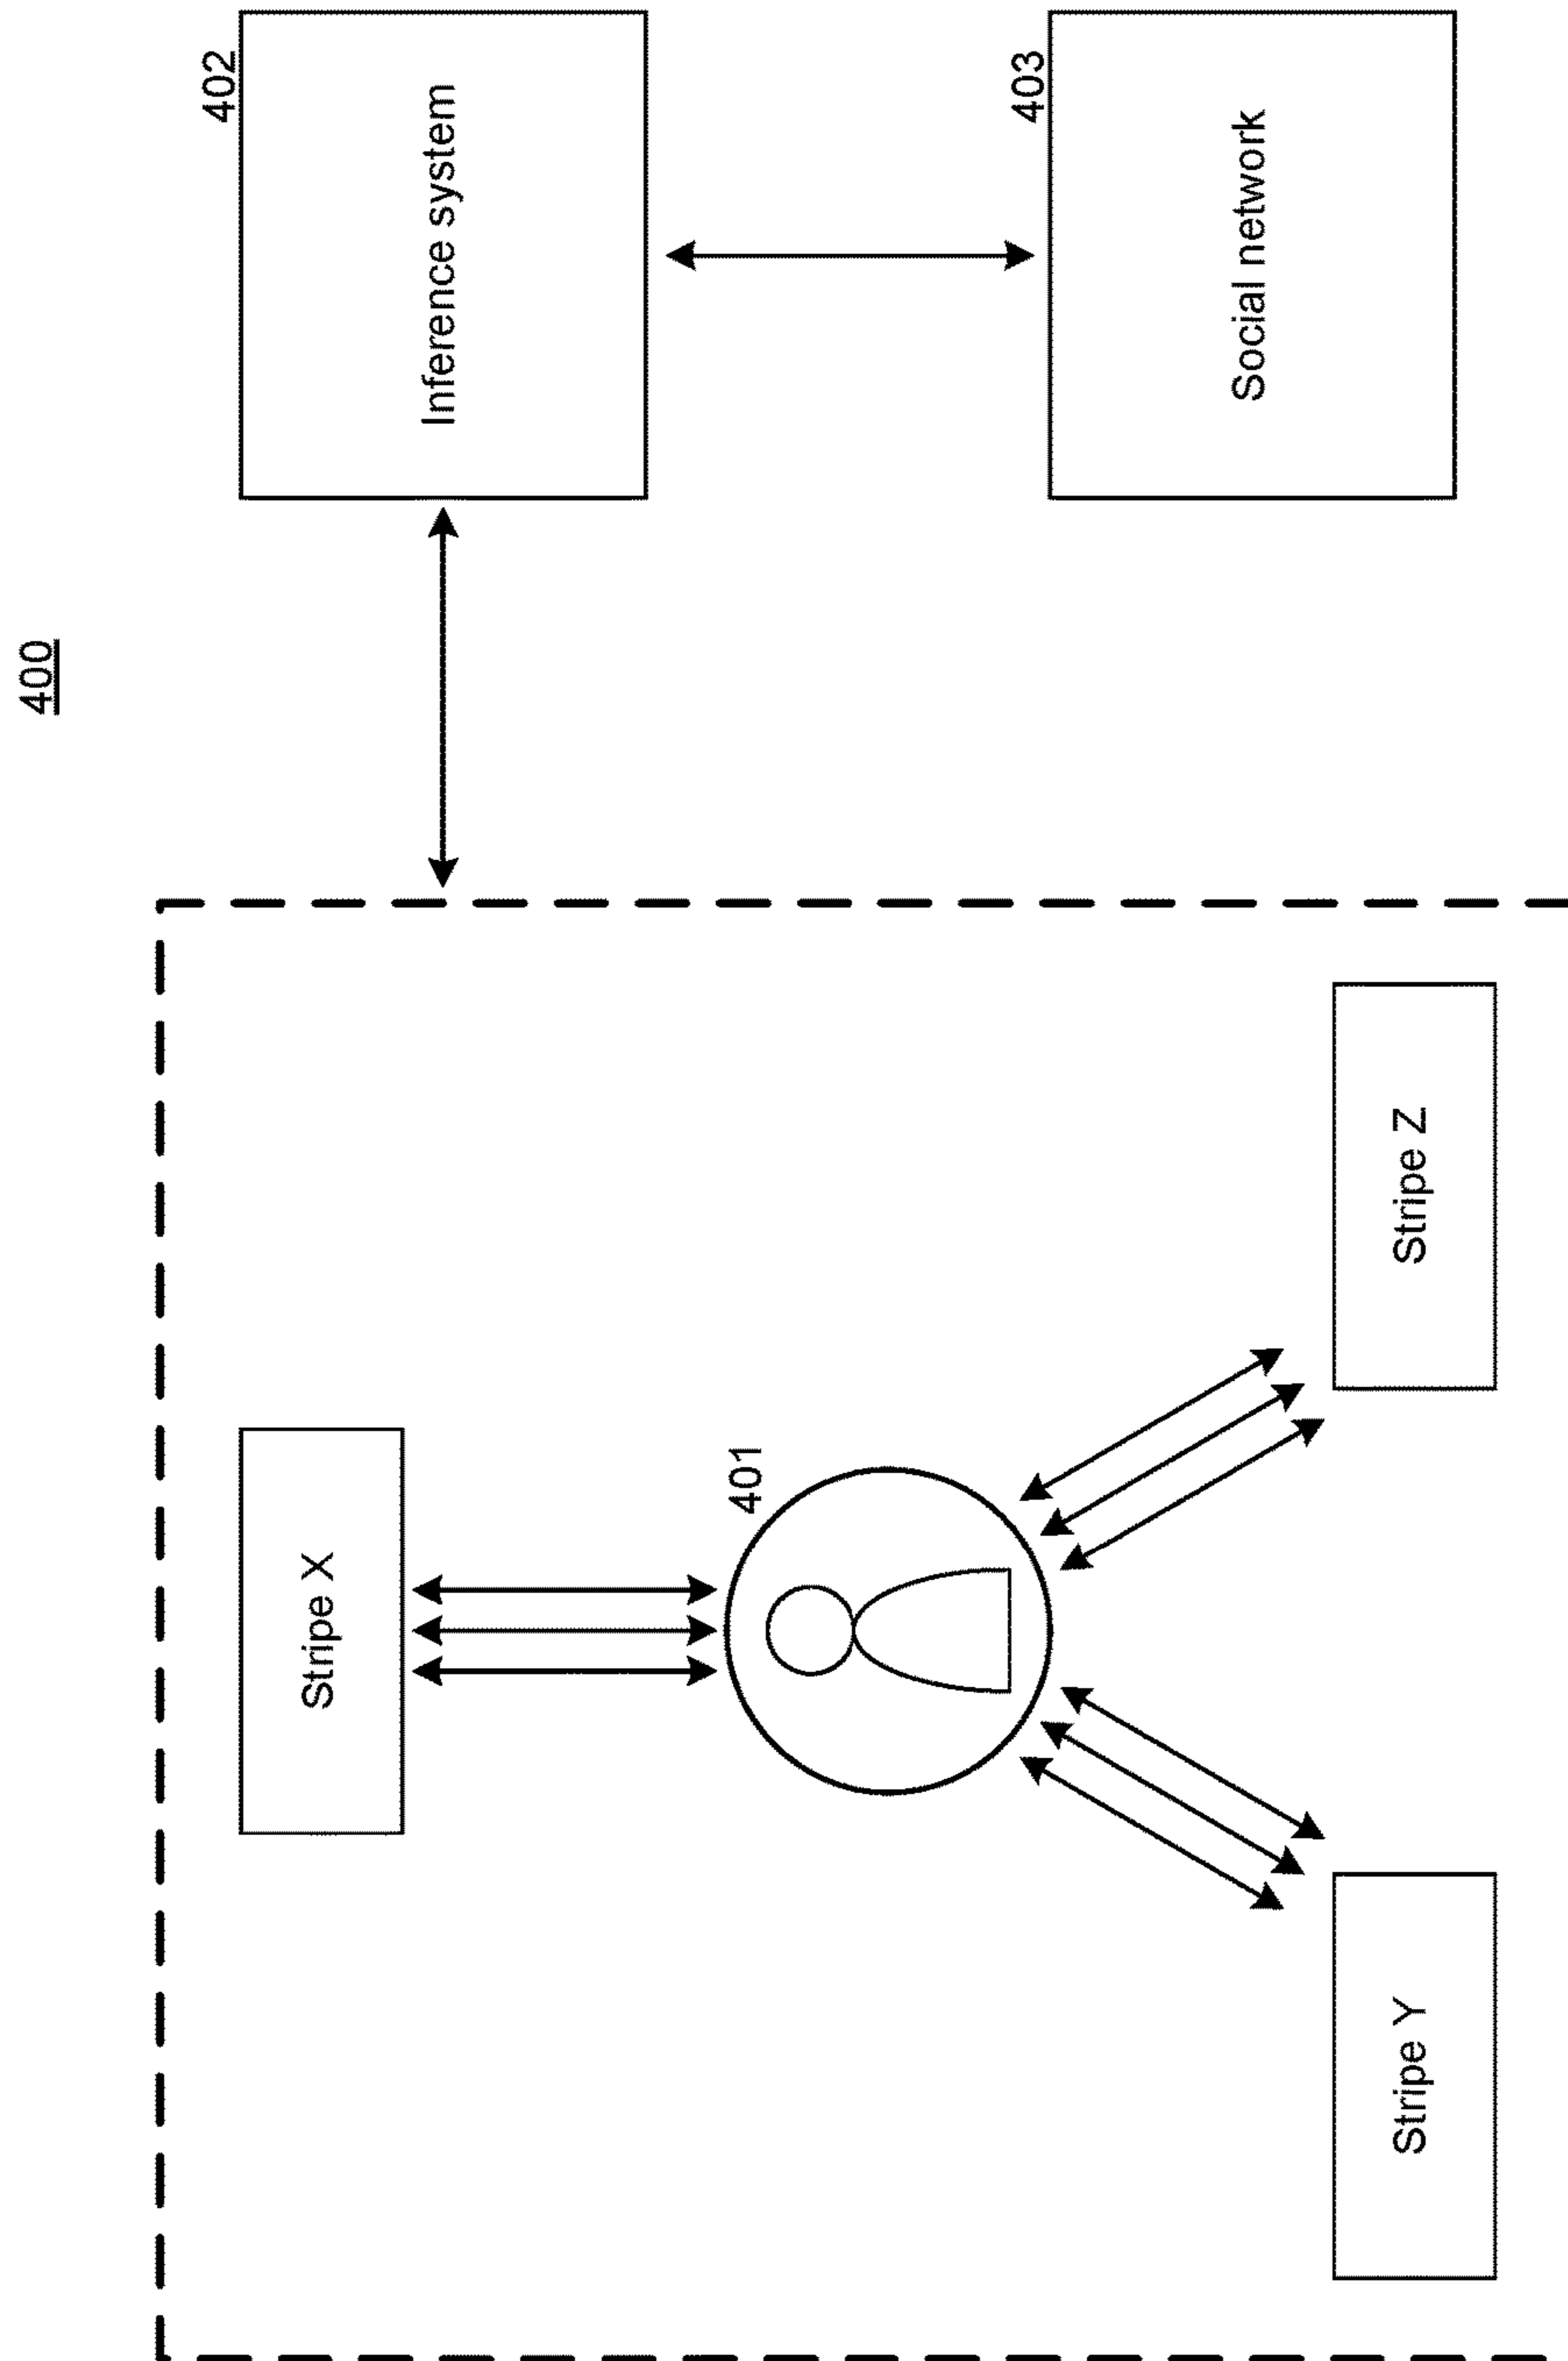 400
Stripe X
401
Stripe Y
Stripe Z
402
Inference system
403
Social network